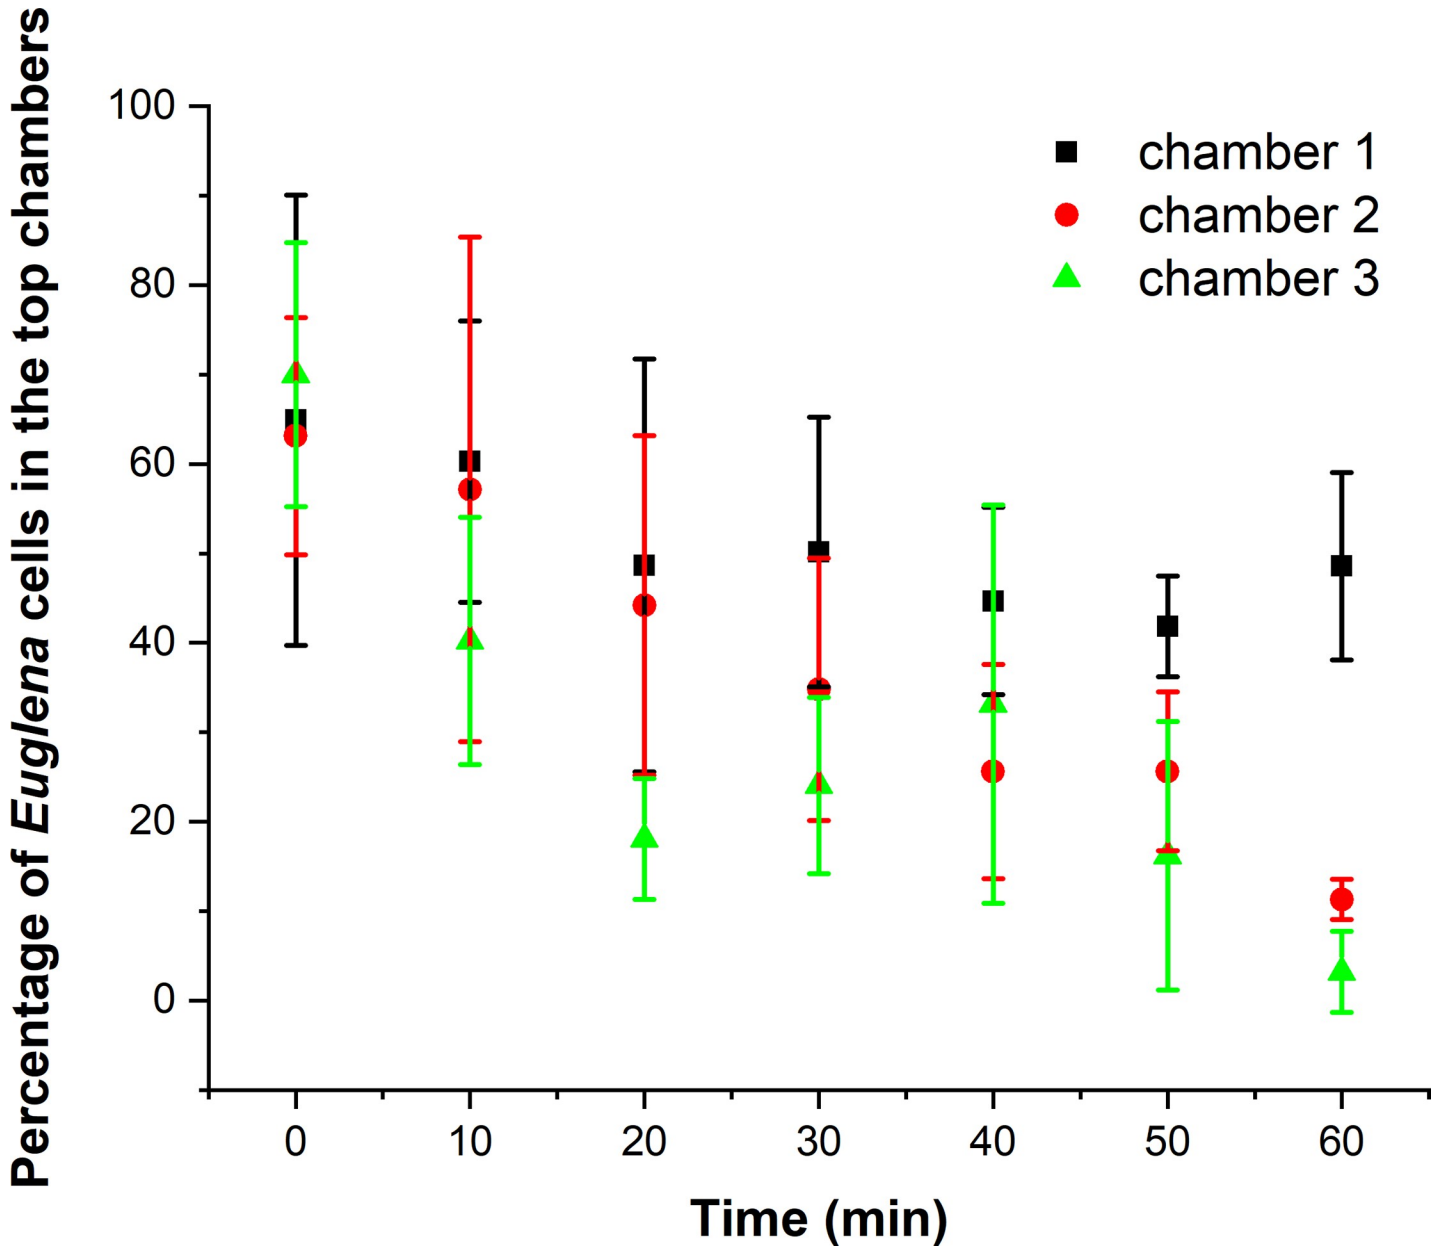 Percentage of Euglena cells in the top chambers
100
80
60
40
20
0
chamber 1
chamber 2
chamber 3
0 10 20 30 40 50 60
Time (min)